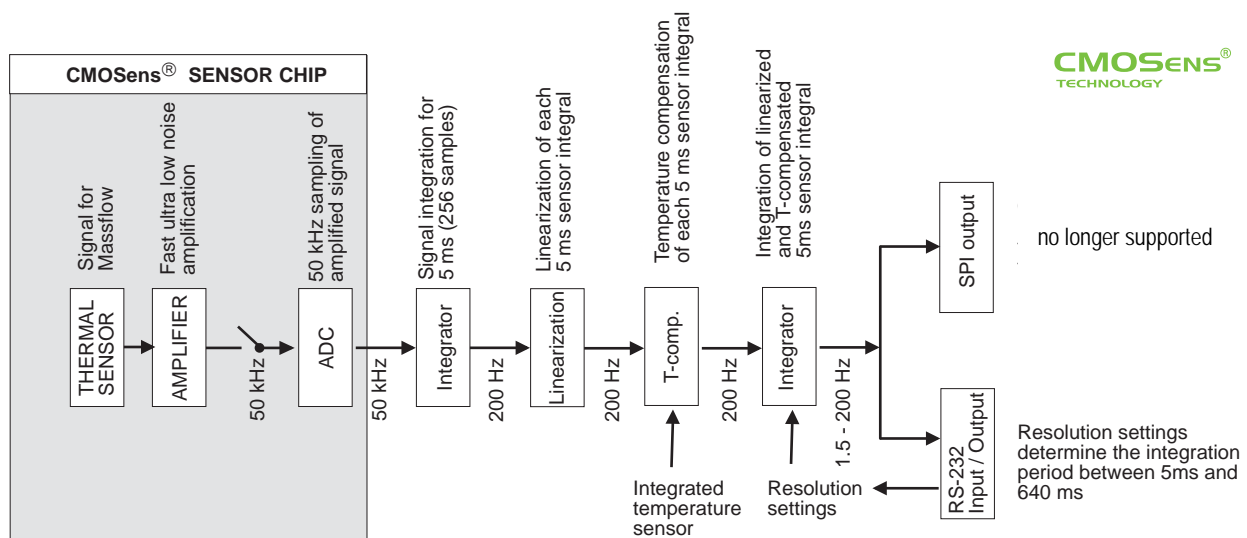 CMOSens® SENSOR CHIP
CMOSENS®
TECHNOLOGY
Signal for
Massflow
Fast ultra low noise
amplification
50 kHz sampling of
amplified signal
Signal integration for
5 ms (256 samples)
Linearization of each
5 ms sensor integral
Temperature compensation
of each 5 ms sensor integral
Integration of linearized
and T-compensated
5ms sensor integral
THERMAL
SENSOR
AMPLIFIER
50 kHz
ADC
50 kHz
Integrator
200 Hz
Linearization
200 Hz
T-comp.
200 Hz
Integrator
1.5 - 200 Hz
SPI output
no longer supported
RS-232
Input / Output
Resolution settings
determine the integration
period between 5ms and
640 ms
Integrated
temperature
sensor
Resolution
settings